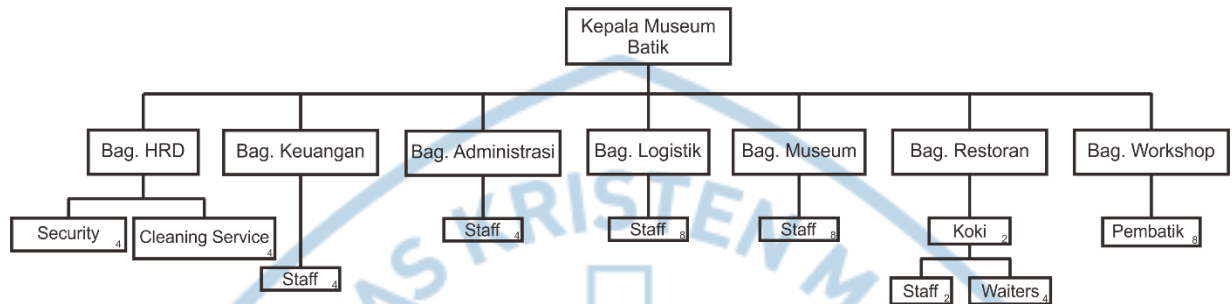 Kepala Museum
Batik
Bag. HRD
Bag. Keuangan
Bag. Administrasi
Bag. Logistik
Bag. Museum
Bag. Restoran
Bag. Workshop
Security 4
Cleaning Service 4
Staff 4
Staff 4
Staff 8
Staff 8
Koki 2
Staff 2
Waiters 4
Pembatik 8
AS KRISTEN M